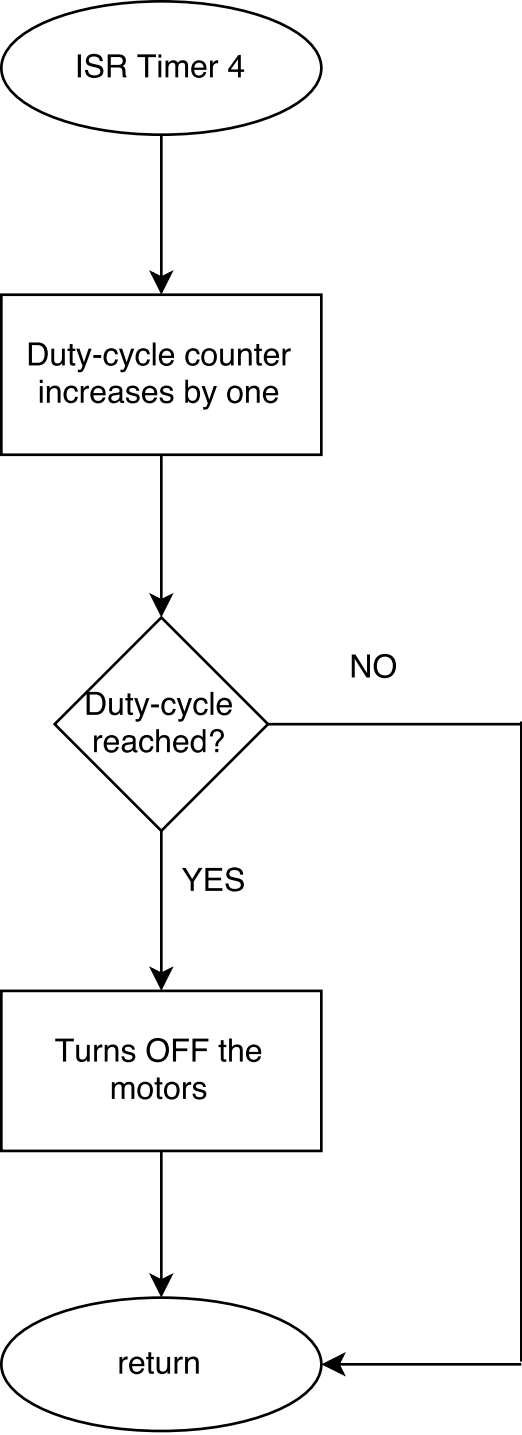 ISR Timer 4
Duty-cycle counter
increases by one
Duty-cycle
reached?
NO
YES
Turns OFF the
motors
return